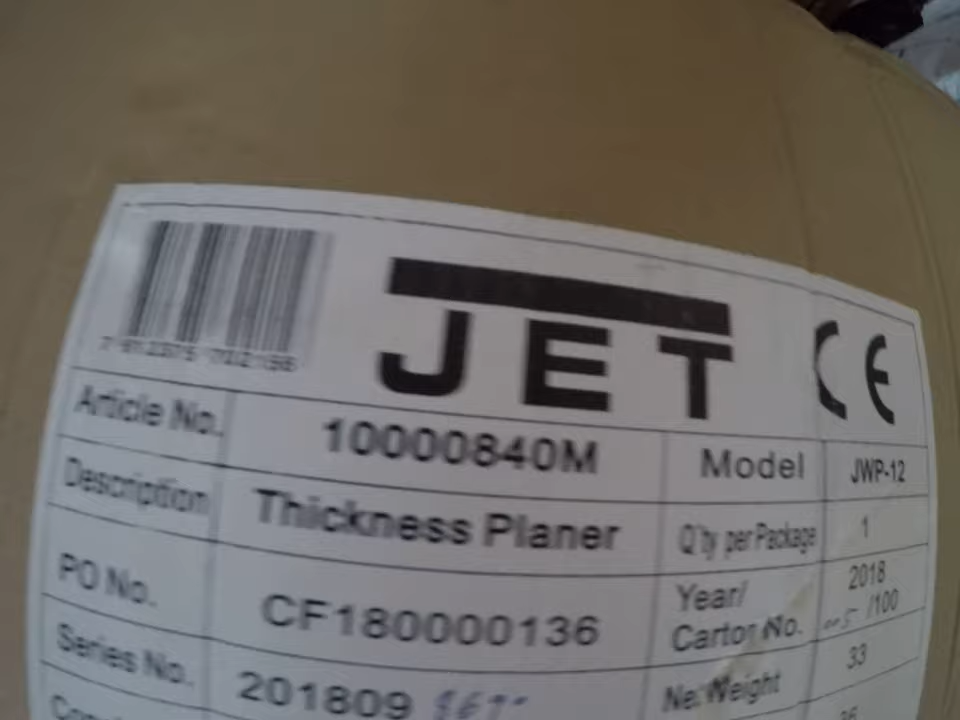 JET
CE
Article No. 10000840M Model JWP-12
Description Thickness Planer Q'ty per Package 1
PO No. CF180000136 Year/ Carton No. 2018 /100
Series No. 201809 Net Weight 33